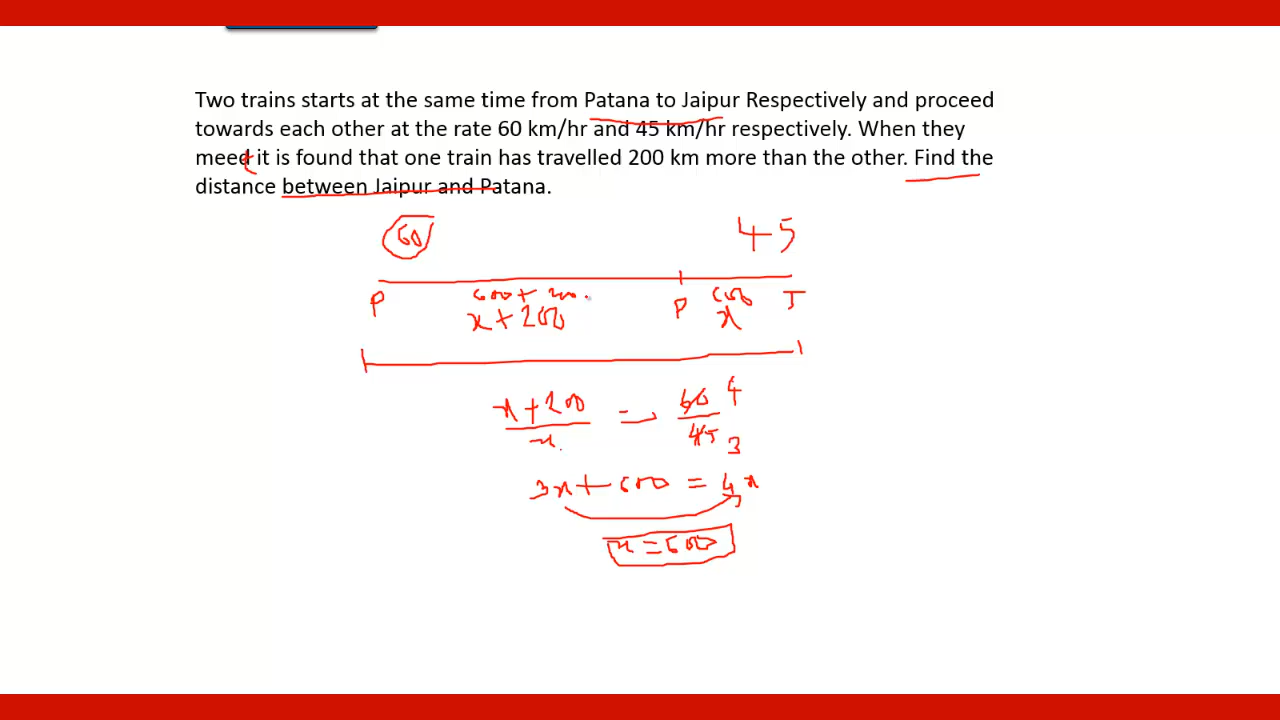 Two trains starts at the same time from Patana to Jaipur Respectively and proceed
towards each other at the rate 60 km/hr and 45 km/hr respectively. When they
meet it is found that one train has travelled 200 km more than the other. Find the
distance between Jaipur and Patana.
60 45
600 + 200 600
P x + 200 P x J
x + 200 = 60 4
x 45 3
3x + 600 = 4x
x = 600